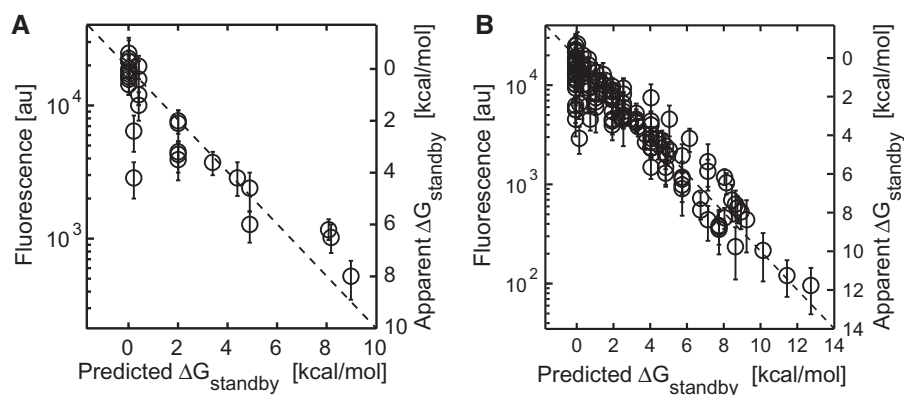 A
B
Fluorescence [au]
10^4
10^3
0
2
4
6
8
10
Apparent ΔG_standby [kcal/mol]
0 2 4 6 8 10
Predicted ΔG_standby [kcal/mol]
Fluorescence [au]
10^4
10^3
10^2
0
2
4
6
8
10
12
14
Apparent ΔG_standby [kcal/mol]
0 2 4 6 8 10 12 14
Predicted ΔG_standby [kcal/mol]